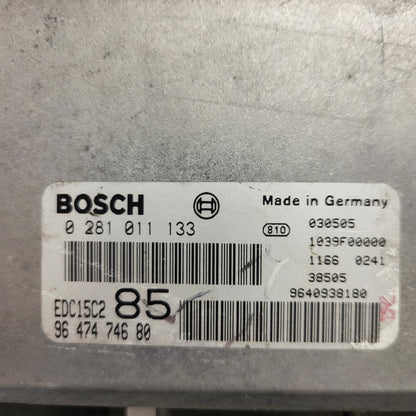 BOSCH
Made in Germany
0 281 011 133
810
030505
1039F00000
1166 0241
38505
EDC15C2 85
9640938180
96 474 746 80